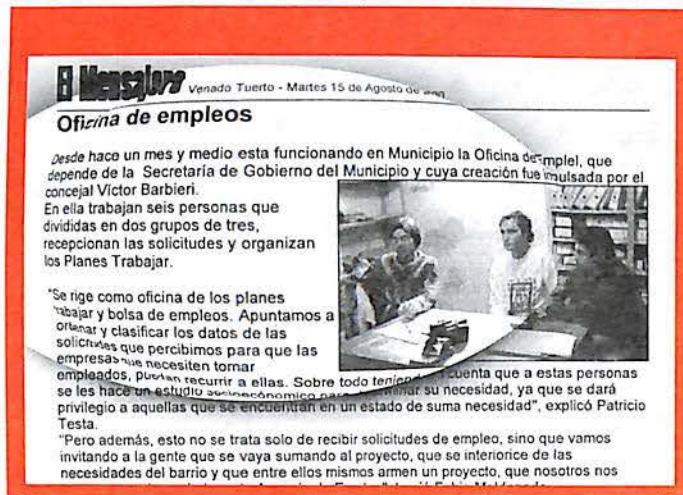 El Mensajero Venado Tuerto - Martes 15 de Agosto de
Oficina de empleos
Desde hace un mes y medio esta funcionando en Municipio la Oficina de Emplel, que
depende de la Secretaría de Gobierno del Municipio y cuya creación fue imulsada por el
concejal Víctor Barbieri.
En ella trabajan seis personas que
divididas en dos grupos de tres,
recepcionan las solicitudes y organizan
los Planes Trabajar.
"Se rige como oficina de los planes
Trabajar y bolsa de empleos. Apuntamos a
ordenar y clasificar los datos de las
solicitudes que percibimos para que las
empresas que necesiten tomar
empleados, puedan recurrir a ellas. Sobre todo teniendo cuenta que a estas personas
se les hace un estudio socioeconómico para su necesidad, ya que se dará
privilegio a aquellas que se encuentran en un estado de suma necesidad", explicó Patricio
Testa.
"Pero además, esto no se trata solo de recibir solicitudes de empleo, sino que vamos
invitando a la gente que se vaya sumando al proyecto, que se interiorice de las
necesidades del barrio y que entre ellos mismos armen un proyecto, que nosotros nos